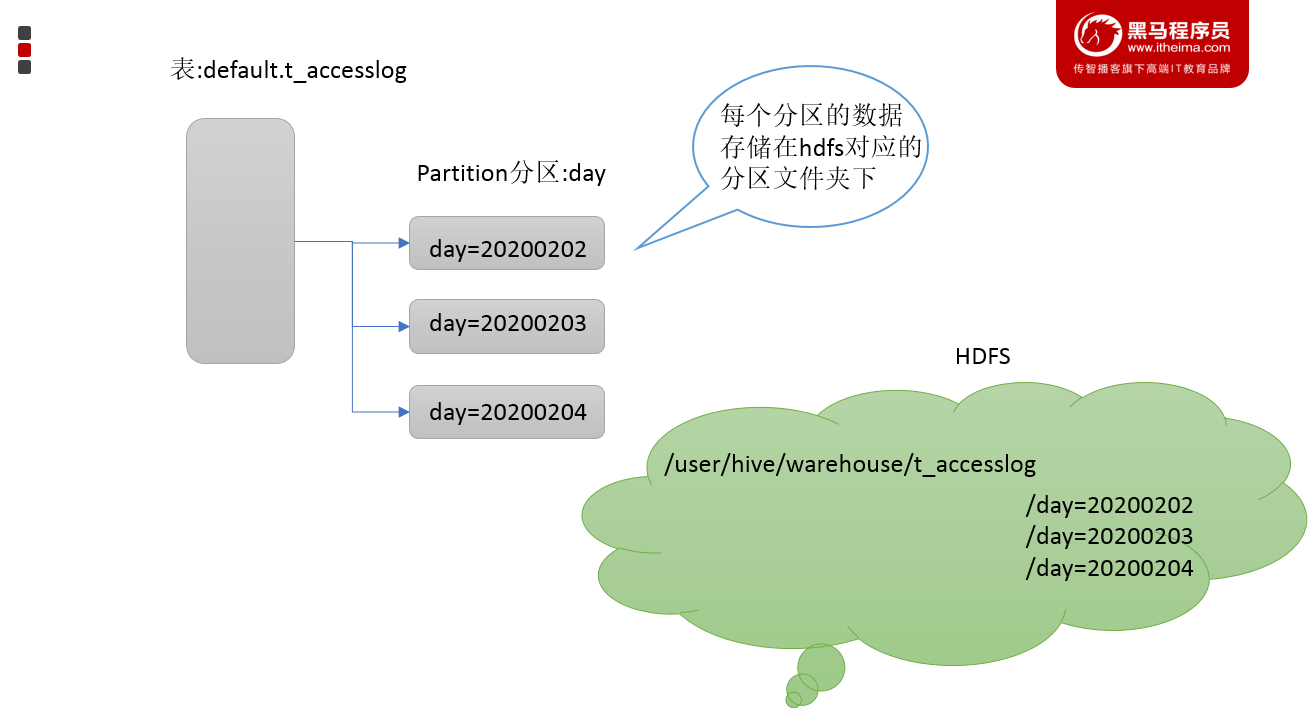 黑马程序员
www.itheima.com
传智播客旗下高端IT教育品牌
表:default.t_accesslog
每个分区的数据
存储在hdfs对应的
分区文件夹下
Partition分区:day
day=20200202
day=20200203
day=20200204
HDFS
/user/hive/warehouse/t_accesslog
/day=20200202
/day=20200203
/day=20200204